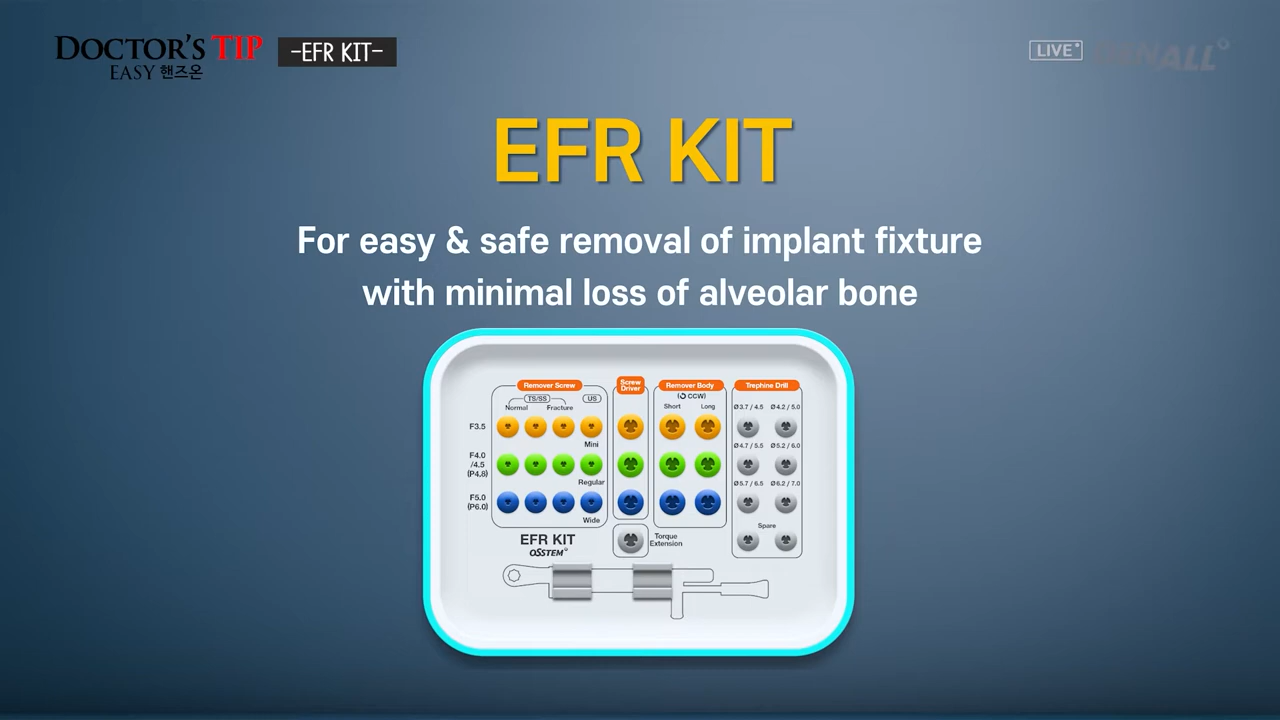 DOCTOR'S TIP
EASY 핸즈온
-EFR KIT-
LIVE
DENALL
EFR KIT
For easy & safe removal of implant fixture
with minimal loss of alveolar bone
Remover Screw
Screw
Driver
Remover Body
Trephine Drill
TS/SS
US
(CCW)
Normal
Fracture
Short
Long
Ø3.7 / 4.5
Ø4.2 / 5.0
F3.5
Mini
Ø4.7 / 5.5
Ø5.2 / 6.0
F4.0
/4.5
(P4.8)
Regular
Ø5.7 / 6.5
Ø6.2 / 7.0
F5.0
(P6.0)
Wide
Spare
EFR KIT
OSSTEM
Torque
Extension